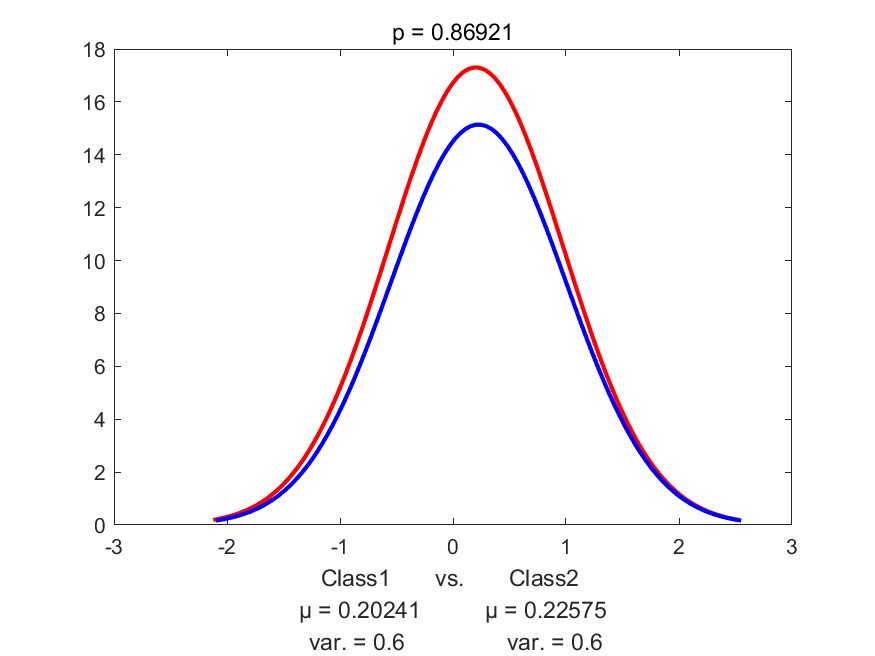 p = 0.86921
18
16
14
12
10
8
6
4
2
0
-3 -2 -1 0 1 2 3
Class1 vs. Class2
μ = 0.20241 μ = 0.22575
var. = 0.6 var. = 0.6